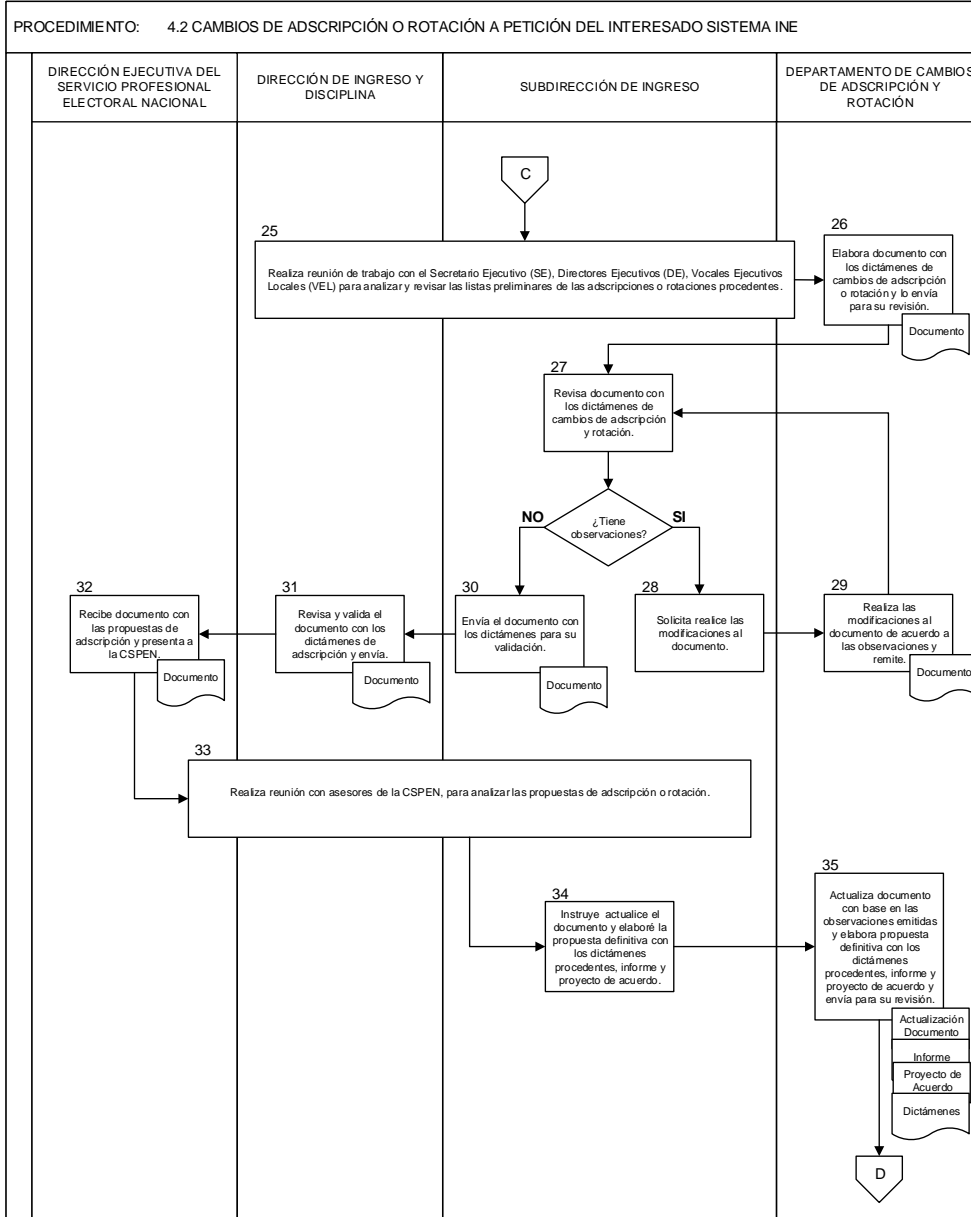 PROCEDIMIENTO: 4.2 CAMBIOS DE ADSCRIPCIÓN O ROTACIÓN A PETICIÓN DEL INTERESADO SISTEMA INE
DIRECCIÓN EJECUTIVA DEL
SERVICIO PROFESIONAL
ELECTORAL NACIONAL
DIRECCIÓN DE INGRESO Y
DISCIPLINA
SUBDIRECCIÓN DE INGRESO
DEPARTAMENTO DE CAMBIOS
DE ADSCRIPCIÓN Y
ROTACIÓN
C
25
Realiza reunión de trabajo con el Secretario Ejecutivo (SE), Directores Ejecutivos (DE), Vocales Ejecutivos
Locales (VEL) para analizar y revisar las listas preliminares de las adscripciones o rotaciones procedentes.
26
Elabora documento con
los dictámenes de
cambios de adscripción
o rotación y lo envía
para su revisión.
Documento
27
Revisa documento con
los dictámenes de
cambios de adscripción
y rotación.
¿Tiene
observaciones?
NO
SI
28
Solicita realice las
modificaciones al
documento.
29
Realiza las
modificaciones al
documento de acuerdo a
las observaciones y
remite.
Documento
30
Envía el documento con
los dictámenes para su
validación.
Documento
31
Revisa y valida el
documento con los
dictámenes de
adscripción y envía.
Documento
32
Recibe documento con
las propuestas de
adscripción y presenta a
la CSPEN.
Documento
33
Realiza reunión con asesores de la CSPEN, para analizar las propuestas de adscripción o rotación.
34
Instruye actualice el
documento y elaboré la
propuesta definitiva con
los dictámenes
procedentes, informe y
proyecto de acuerdo.
35
Actualiza documento
con base en las
observaciones emitidas
y elabora propuesta
definitiva con los
dictámenes
procedentes, informe y
proyecto de acuerdo y
envía para su revisión.
Actualización
Documento
Informe
Proyecto de
Acuerdo
Dictámenes
D